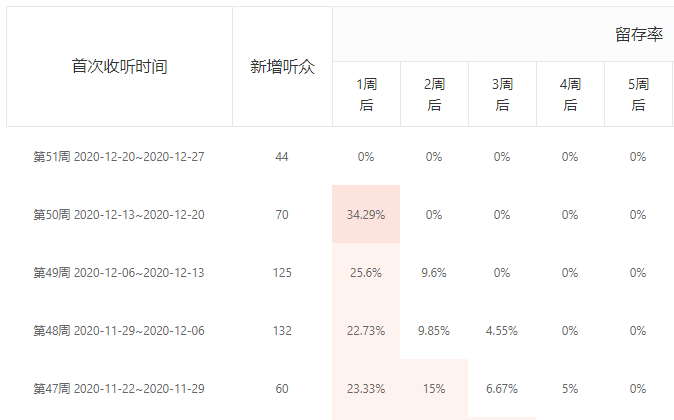 首次收听时间 新增听众 留存率
1周后 2周后 3周后 4周后 5周后
第51周 2020-12-20~2020-12-27 44 0% 0% 0% 0% 0%
第50周 2020-12-13~2020-12-20 70 34.29% 0% 0% 0% 0%
第49周 2020-12-06~2020-12-13 125 25.6% 9.6% 0% 0% 0%
第48周 2020-11-29~2020-12-06 132 22.73% 9.85% 4.55% 0% 0%
第47周 2020-11-22~2020-11-29 60 23.33% 15% 6.67% 5% 0%